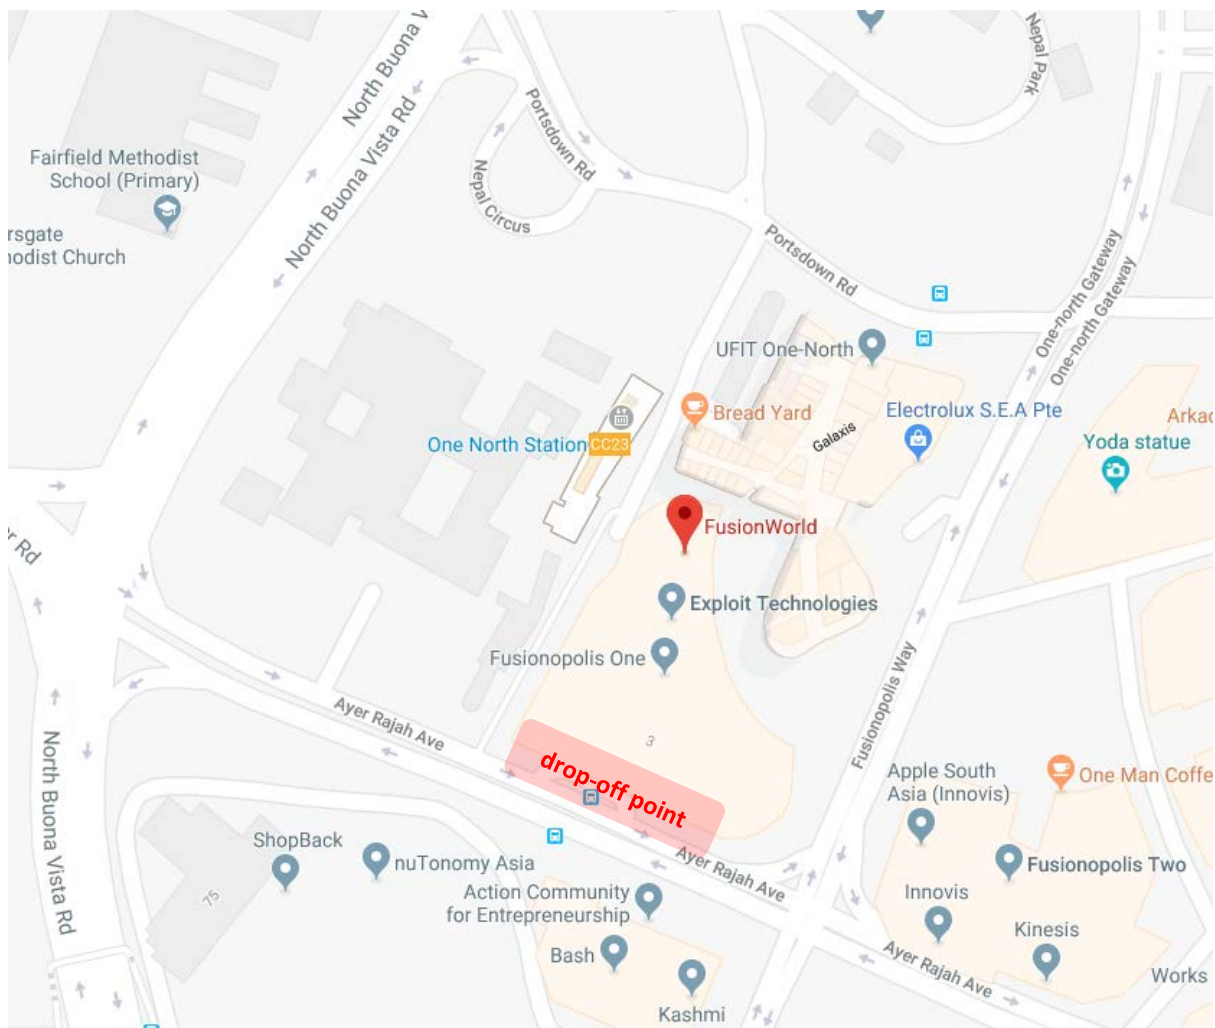 North Buona V
North Buona Vista Rd
Nepal Park
Portsdown Rd
Fairfield Methodist
School (Primary)
Nepal Circus
rsgate
hodist Church
Portsdown Rd
One-north Gateway
One-north Gateway
UFIT One-North
Bread Yard
Electrolux S.E.A Pte
Arkad
Galaxis
Yoda statue
One North Station
CC23
FusionWorld
er Rd
Exploit Technologies
Fusionopolis One
Fusionopolis Way
Ayer Rajah Ave
3
drop-off point
North Buona Vista Rd
Apple South
Asia (Innovis)
One Man Coffe
ShopBack
nuTonomy Asia
Ayer Rajah Ave
Fusionopolis Two
75
Action Community
for Entrepreneurship
Innovis
Kinesis
Bash
Ayer Rajah Ave
Works
Kashmi